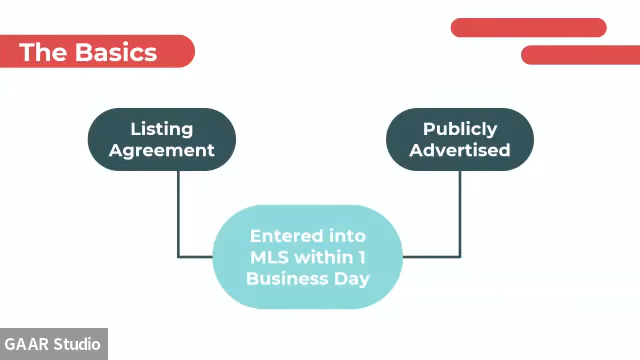 The Basics
Listing
Agreement
Publicly
Advertised
Entered into
MLS within 1
Business Day
GAAR Studio